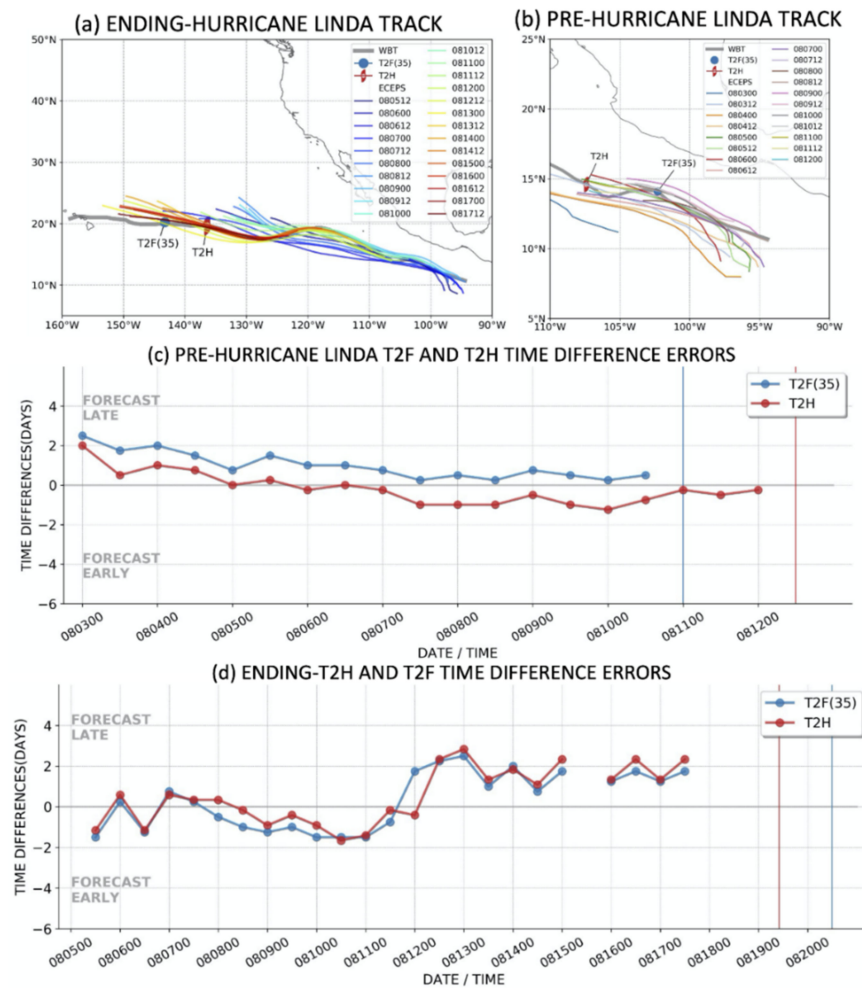 (a) ENDING-HURRICANE LINDA TRACK
50°N
40°N
30°N
20°N
10°N
160°W 150°W 140°W 130°W 120°W 110°W 100°W 90°W
WBT
T2F(35)
T2H
ECEPS
080512
080600
080612
080700
080712
080800
080812
080900
080912
081000
081012
081100
081112
081200
081212
081300
081312
081400
081412
081500
081600
081612
081700
081712
T2F(35)
T2H
(b) PRE-HURRICANE LINDA TRACK
25°N
20°N
15°N
10°N
5°N
110°W 105°W 100°W 95°W 90°W
WBT
T2F(35)
T2H
ECEPS
080300
080312
080400
080412
080500
080512
080600
080612
080700
080712
080800
080812
080900
080912
081000
081012
081100
081112
081200
T2H
T2F(35)
(c) PRE-HURRICANE LINDA T2F AND T2H TIME DIFFERENCE ERRORS
TIME DIFFERENCES(DAYS)
4
2
0
−2
−4
−6
FORECAST
LATE
FORECAST
EARLY
T2F(35)
T2H
080300 080400 080500 080600 080700 080800 080900 081000 081100 081200
DATE / TIME
(d) ENDING-T2H AND T2F TIME DIFFERENCE ERRORS
TIME DIFFERENCES(DAYS)
4
2
0
−2
−4
−6
FORECAST
LATE
FORECAST
EARLY
T2F(35)
T2H
080500 080600 080700 080800 080900 081000 081100 081200 081300 081400 081500 081600 081700 081800 081900 082000
DATE / TIME